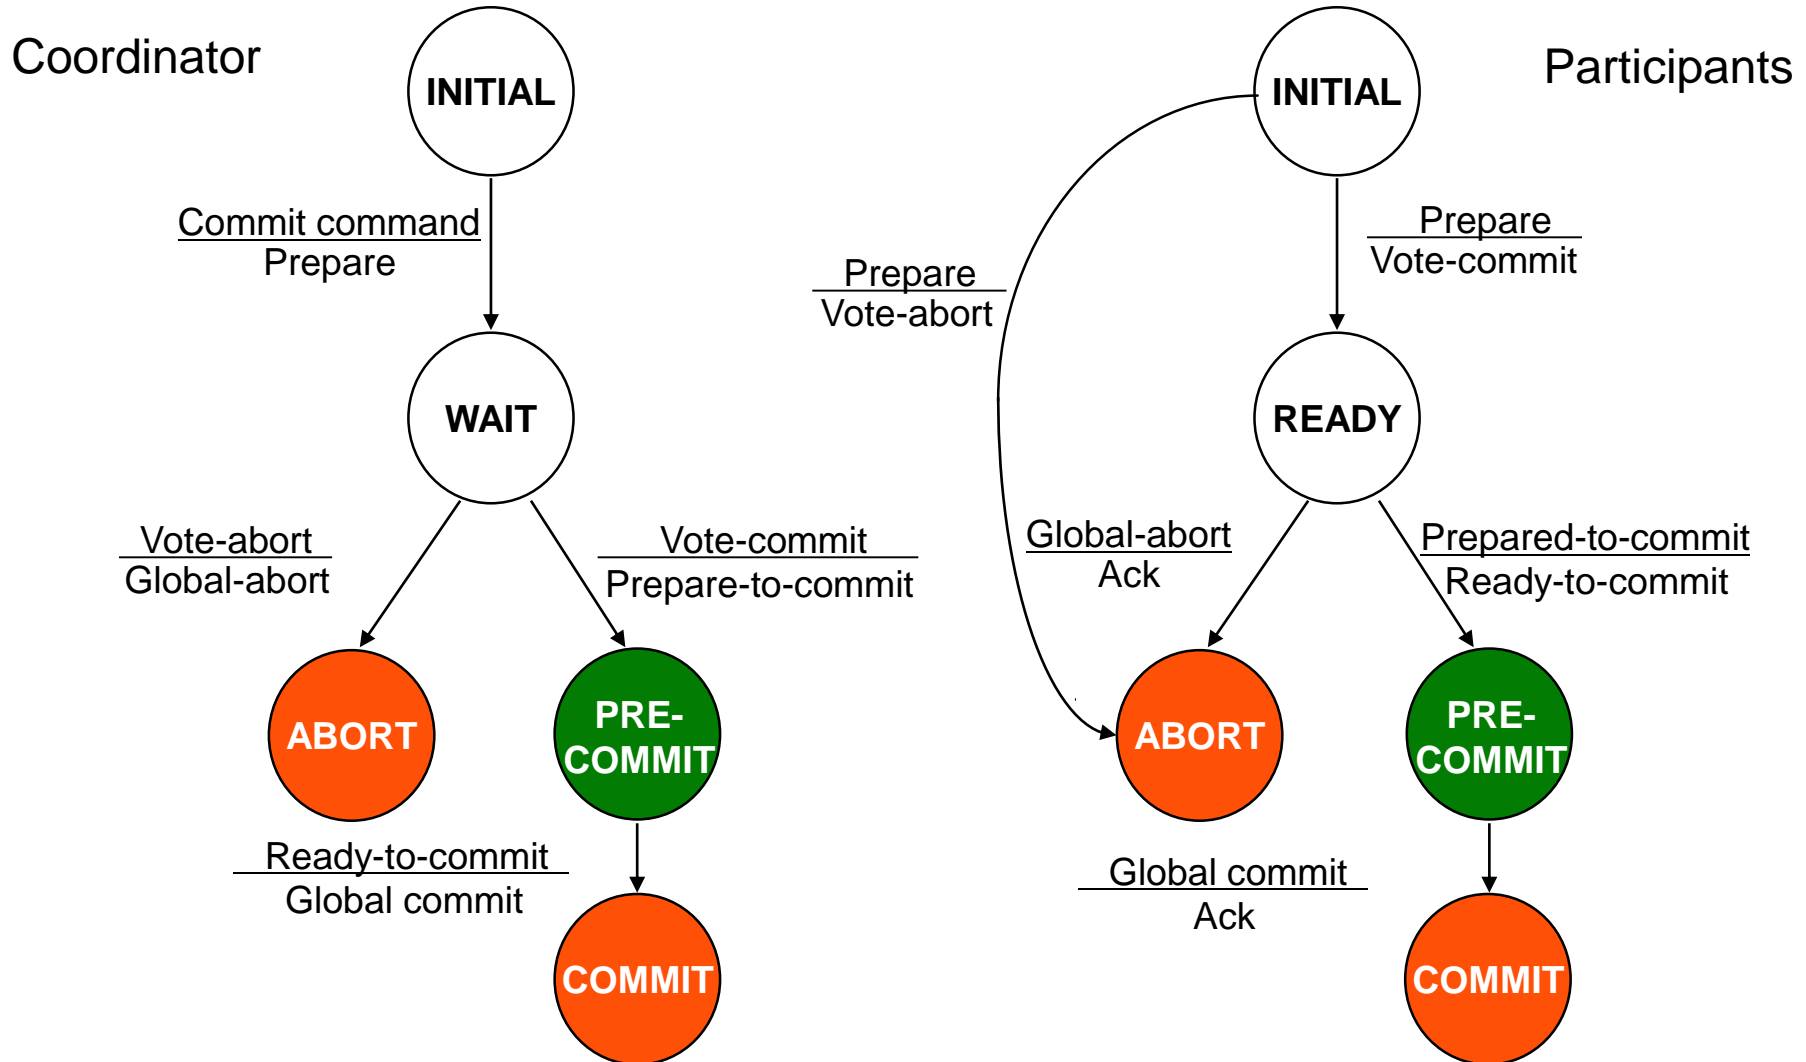 Coordinator
INITIAL
Commit command
Prepare
WAIT
Vote-abort
Global-abort
Vote-commit
Prepare-to-commit
ABORT
PRE-
COMMIT
Ready-to-commit
Global commit
COMMIT
Participants
INITIAL
Prepare
Vote-commit
Prepare
Vote-abort
READY
Global-abort
Ack
Prepared-to-commit
Ready-to-commit
ABORT
PRE-
COMMIT
Global commit
Ack
COMMIT